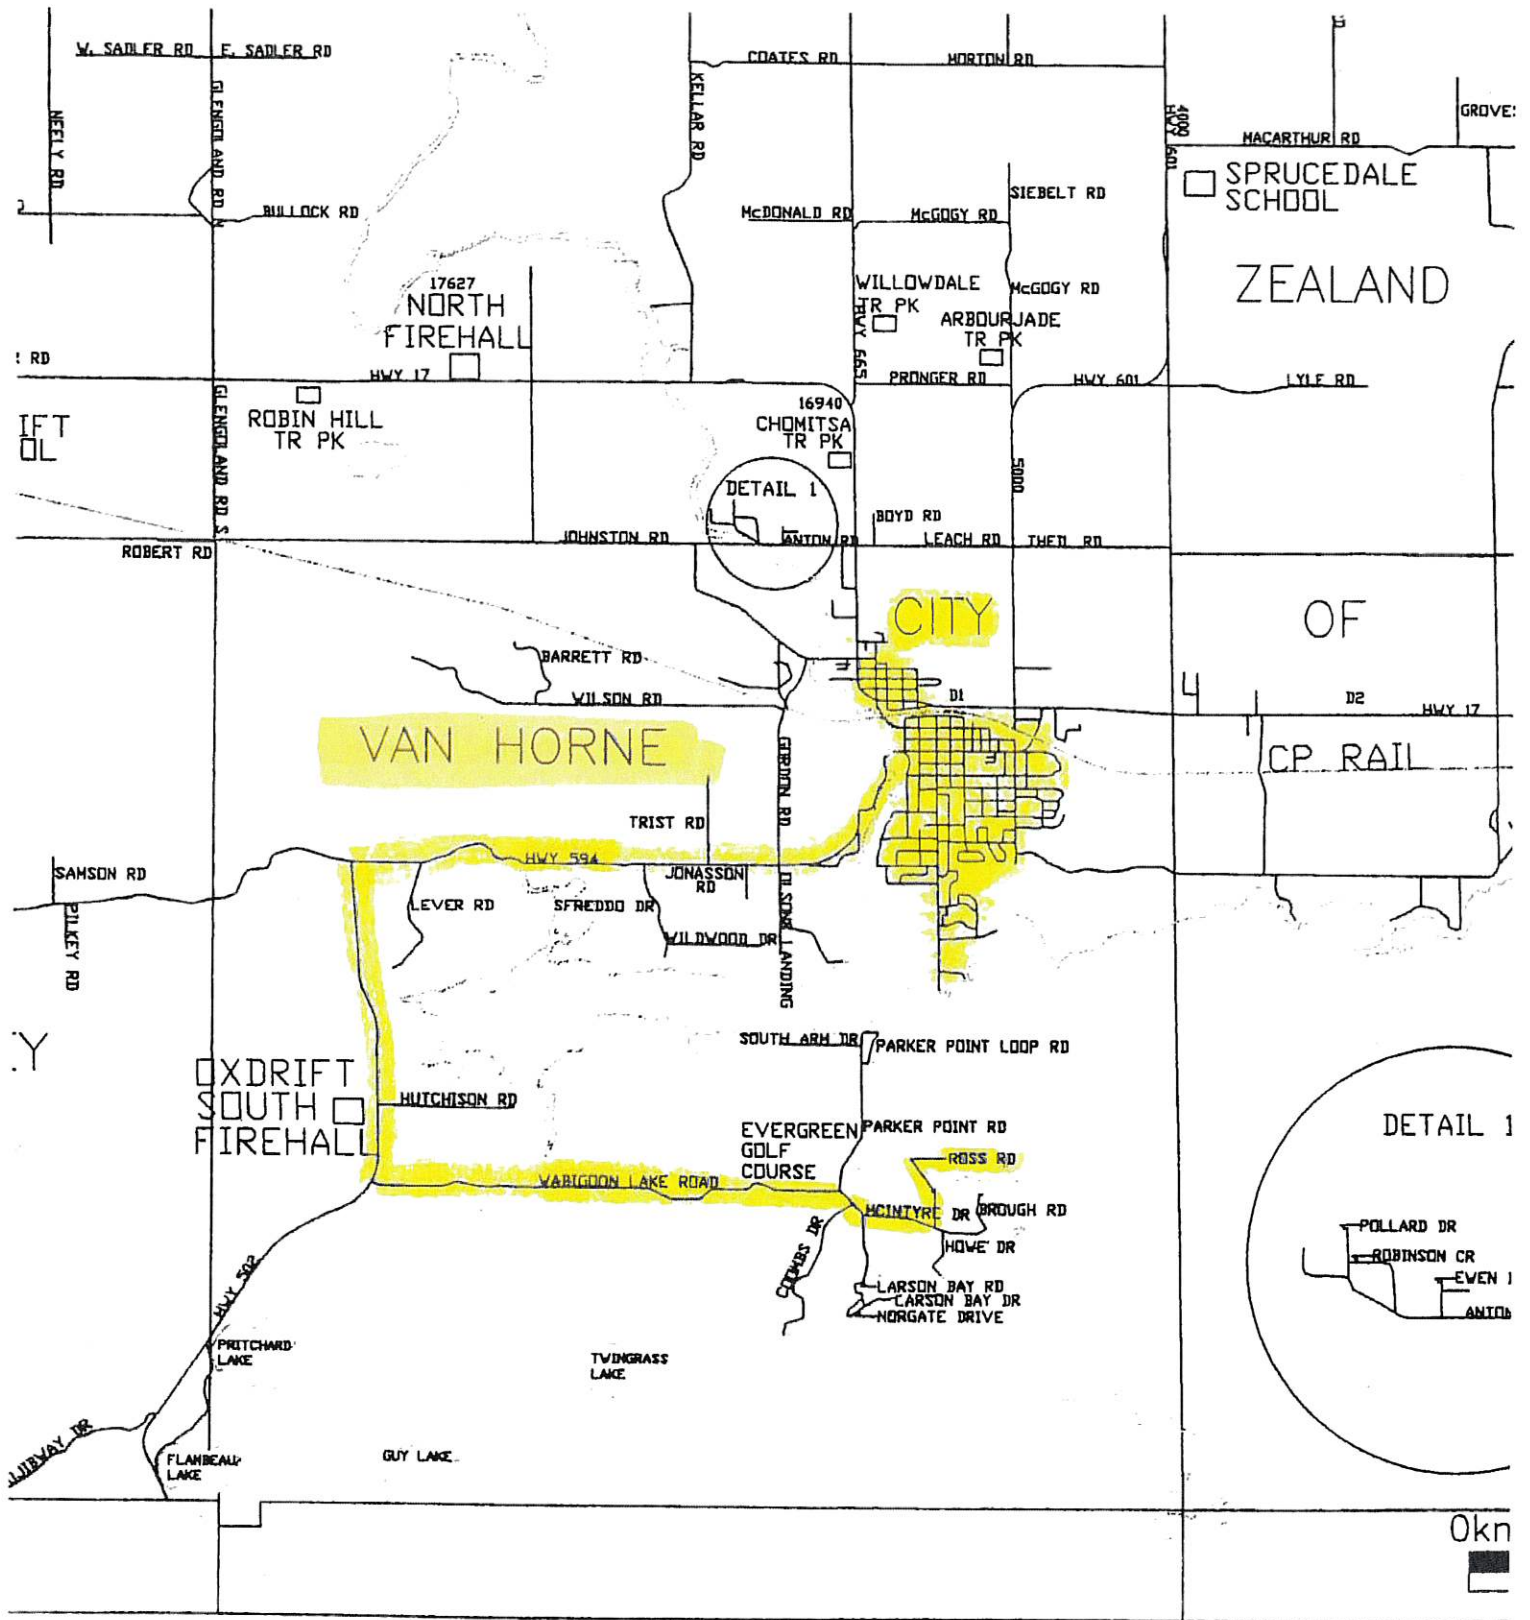 W. SADLER RD
E. SADLER RD
COATES RD
MORTON RD
NEELY RD
GLENGOLAND RD N
KELLAR RD
4000
HWY 601
MACARTHUR RD
SPRUCEDALE
SCHOOL
BULLOCK RD
McDONALD RD
McGOGY RD
SIEBELT RD
ZEALAND
17627
NORTH
FIREHALL
WILLOWDALE
TR PK
McGOGY RD
ARBOURJADE
TR PK
HWY 665
RD
HWY 17
PRONGER RD
HWY 601
LYLE RD
ROBIN HILL
TR PK
GLENGOLAND RD S
16940
CHOMITSA
TR PK
5000
DETAIL 1
BOYD RD
ROBERT RD
JOHNSTON RD
ANTON RD
LEACH RD
CITY
OF
BARRETT RD
WILSON RD
D1
D2
HWY 17
VAN HORNE
GORDON RD
CP RAIL
TRIST RD
HWY 594
SAMSON RD
JONASSON
RD
LEVER RD
SFREDDO DR
PILKEY RD
WILDWOOD DR
LANDING
SOUTH ARM DR
PARKER POINT LOOP RD
OXDRIFT
SOUTH
FIREHALL
HUTCHISON RD
EVERGREEN
GOLF
COURSE
PARKER POINT RD
ROSS RD
DETAIL 1
WABIGOON LAKE ROAD
MCINTYRE DR
BROUGH RD
COOMBS DR
HOWE DR
POLLARD DR
ROBINSON CR
EWEN
HWY 502
LARSON BAY RD
CARSON BAY DR
NORGATE DRIVE
PRITCHARD
LAKE
TWINGRASS
LAKE
FLAMBEAU
LAKE
GUY LAKE